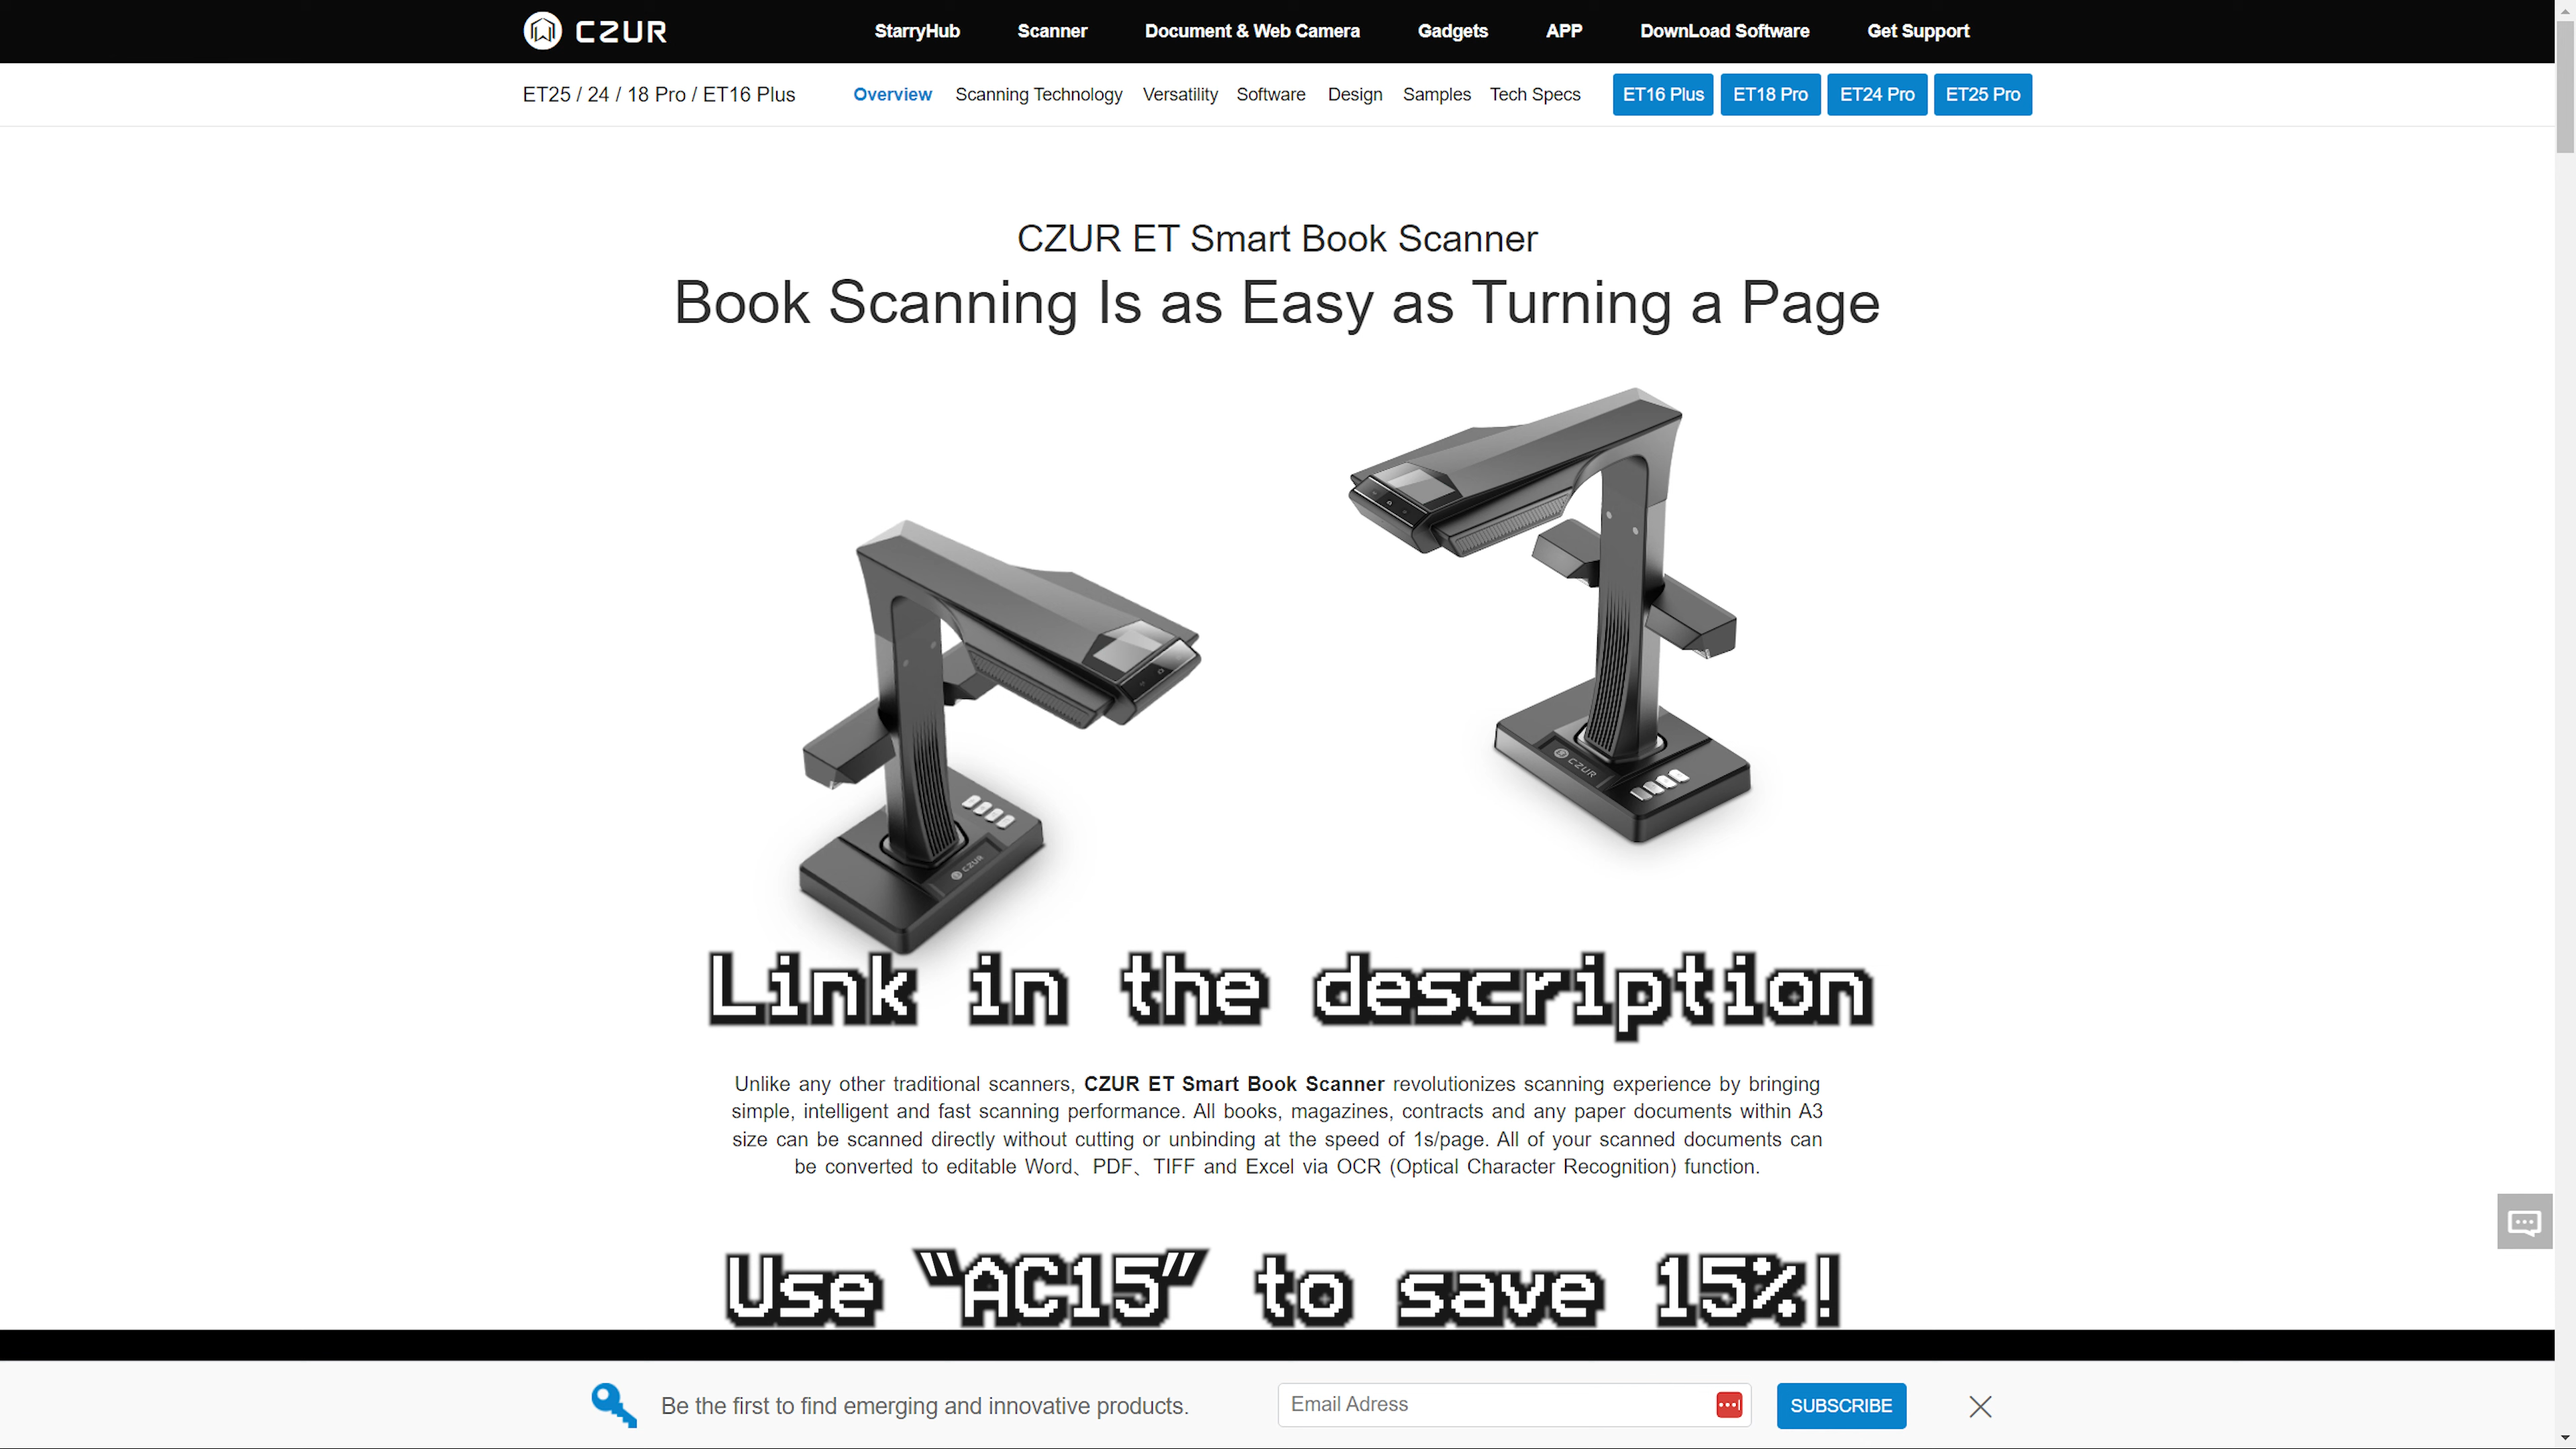 CZUR
StarryHub
Scanner
Document & Web Camera
Gadgets
APP
DownLoad Software
Get Support
ET25 / 24 / 18 Pro / ET16 Plus
Overview
Scanning Technology
Versatility
Software
Design
Samples
Tech Specs
ET16 Plus
ET18 Pro
ET24 Pro
ET25 Pro
CZUR ET Smart Book Scanner
Book Scanning Is as Easy as Turning a Page
CZUR
CZUR
Link in the description
Unlike any other traditional scanners, CZUR ET Smart Book Scanner revolutionizes scanning experience by bringing
simple, intelligent and fast scanning performance. All books, magazines, contracts and any paper documents within A3
size can be scanned directly without cutting or unbinding at the speed of 1s/page. All of your scanned documents can
be converted to editable Word、PDF、TIFF and Excel via OCR (Optical Character Recognition) function.
Use “AC15” to save 15%!
Be the first to find emerging and innovative products.
Email Adress
SUBSCRIBE